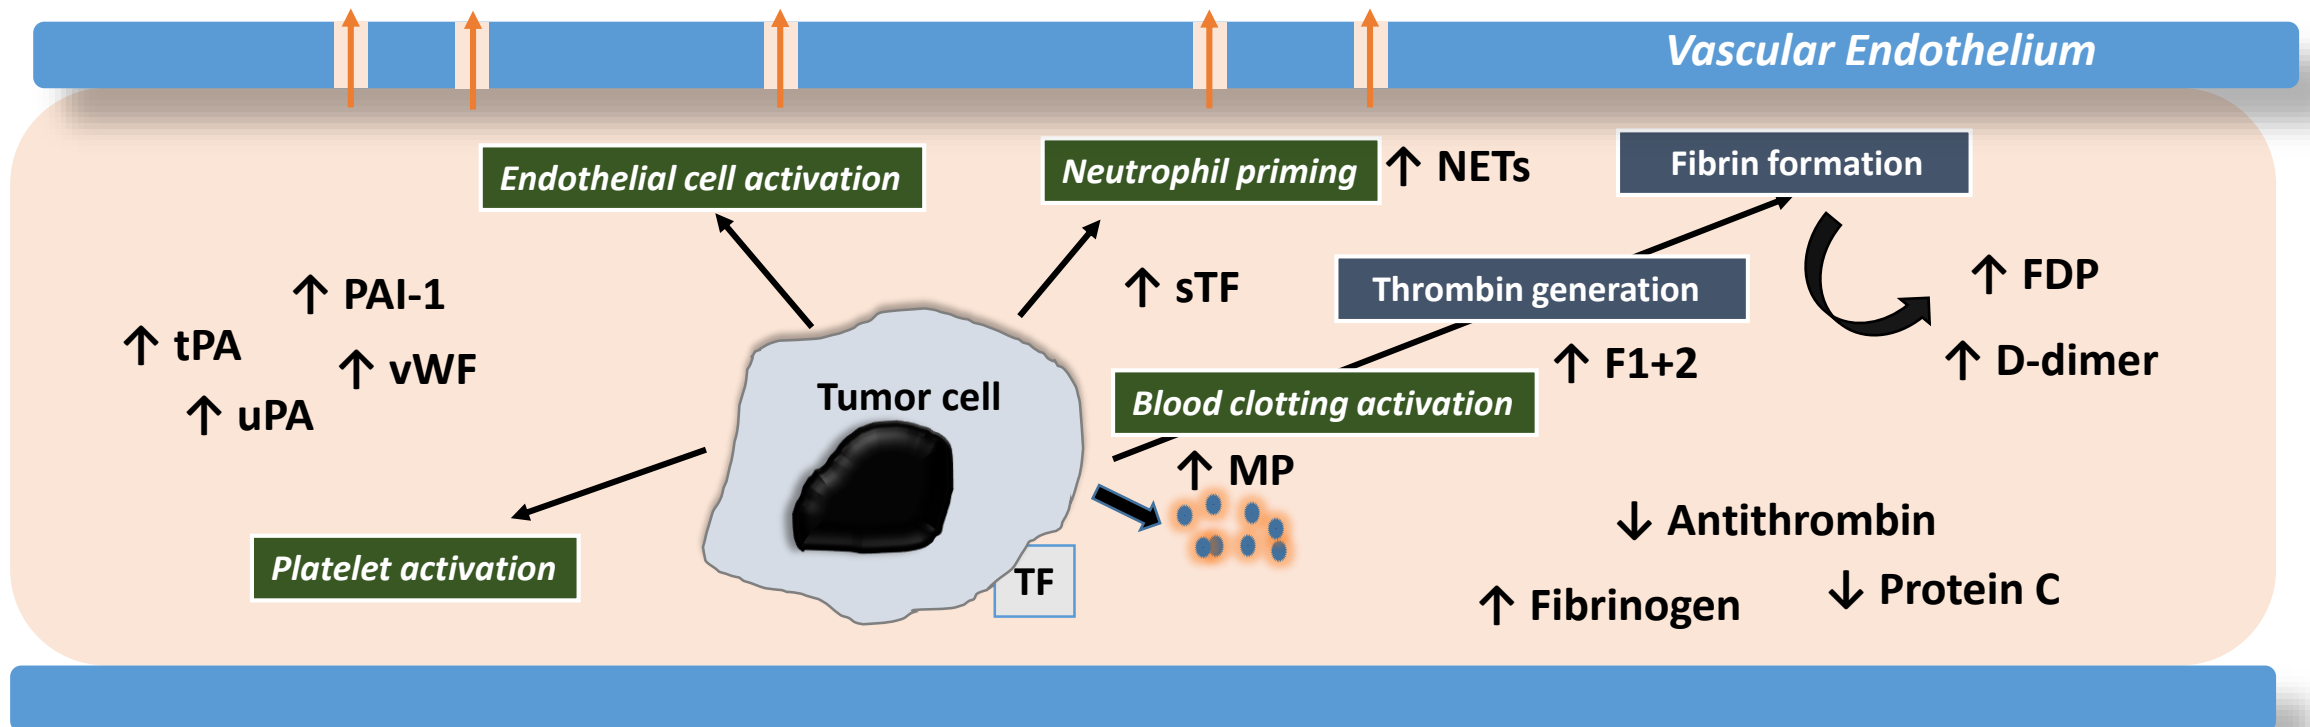 Vascular Endothelium
Endothelial cell activation
Neutrophil priming
↑ NETs
Fibrin formation
↑ PAI-1
↑ tPA
↑ vWF
↑ uPA
↑ sTF
Thrombin generation
↑ F1+2
↑ FDP
↑ D-dimer
Tumor cell
Blood clotting activation
↑ MP
Platelet activation
TF
↓ Antithrombin
↑ Fibrinogen
↓ Protein C